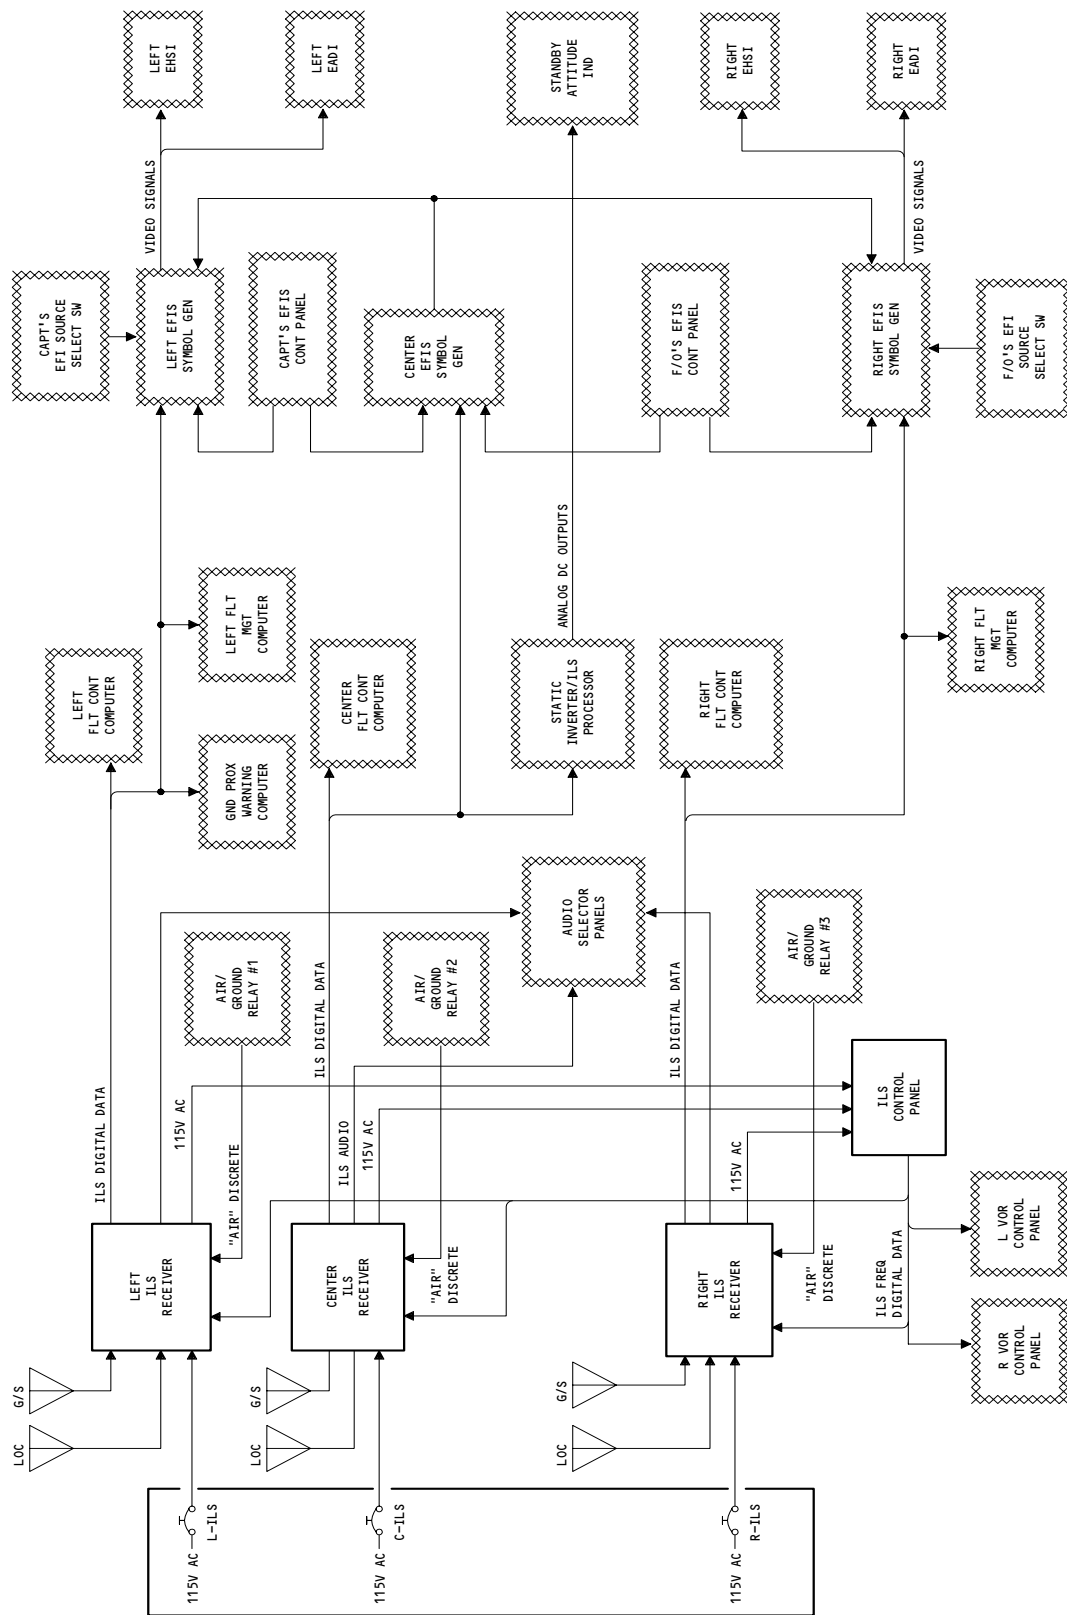 115V AC
L-ILS
115V AC
C-ILS
115V AC
R-ILS
LOC
G/S
LOC
G/S
LOC
G/S
LEFT
ILS
RECEIVER
CENTER
ILS
RECEIVER
RIGHT
ILS
RECEIVER
ILS DIGITAL DATA
115V AC
"AIR" DISCRETE
ILS DIGITAL DATA
ILS AUDIO
115V AC
"AIR"
DISCRETE
ILS DIGITAL DATA
115V AC
"AIR"
DISCRETE
ILS FREQ
DIGITAL DATA
R VOR
CONTROL
PANEL
L VOR
CONTROL
PANEL
ILS
CONTROL
PANEL
AIR/
GROUND
RELAY #1
AIR/
GROUND
RELAY #2
AIR/
GROUND
RELAY #3
AUDIO
SELECTOR
PANELS
LEFT
FLT CONT
COMPUTER
GND PROX
WARNING
COMPUTER
LEFT FLT
MGT
COMPUTER
CENTER
FLT CONT
COMPUTER
STATIC
INVERTER/ILS
PROCESSOR
RIGHT
FLT CONT
COMPUTER
RIGHT FLT
MGT
COMPUTER
ANALOG DC OUTPUTS
CAPT'S
EFI SOURCE
SELECT SW
LEFT EFIS
SYMBOL GEN
CAPT'S EFIS
CONT PANEL
CENTER
EFIS
SYMBOL
GEN
F/O'S EFIS
CONT PANEL
RIGHT EFIS
SYMBOL GEN
F/O'S EFI
SOURCE
SELECT SW
VIDEO SIGNALS
VIDEO SIGNALS
LEFT
EHSI
LEFT
EADI
STANDBY
ATTITUDE
IND
RIGHT
EHSI
RIGHT
EADI